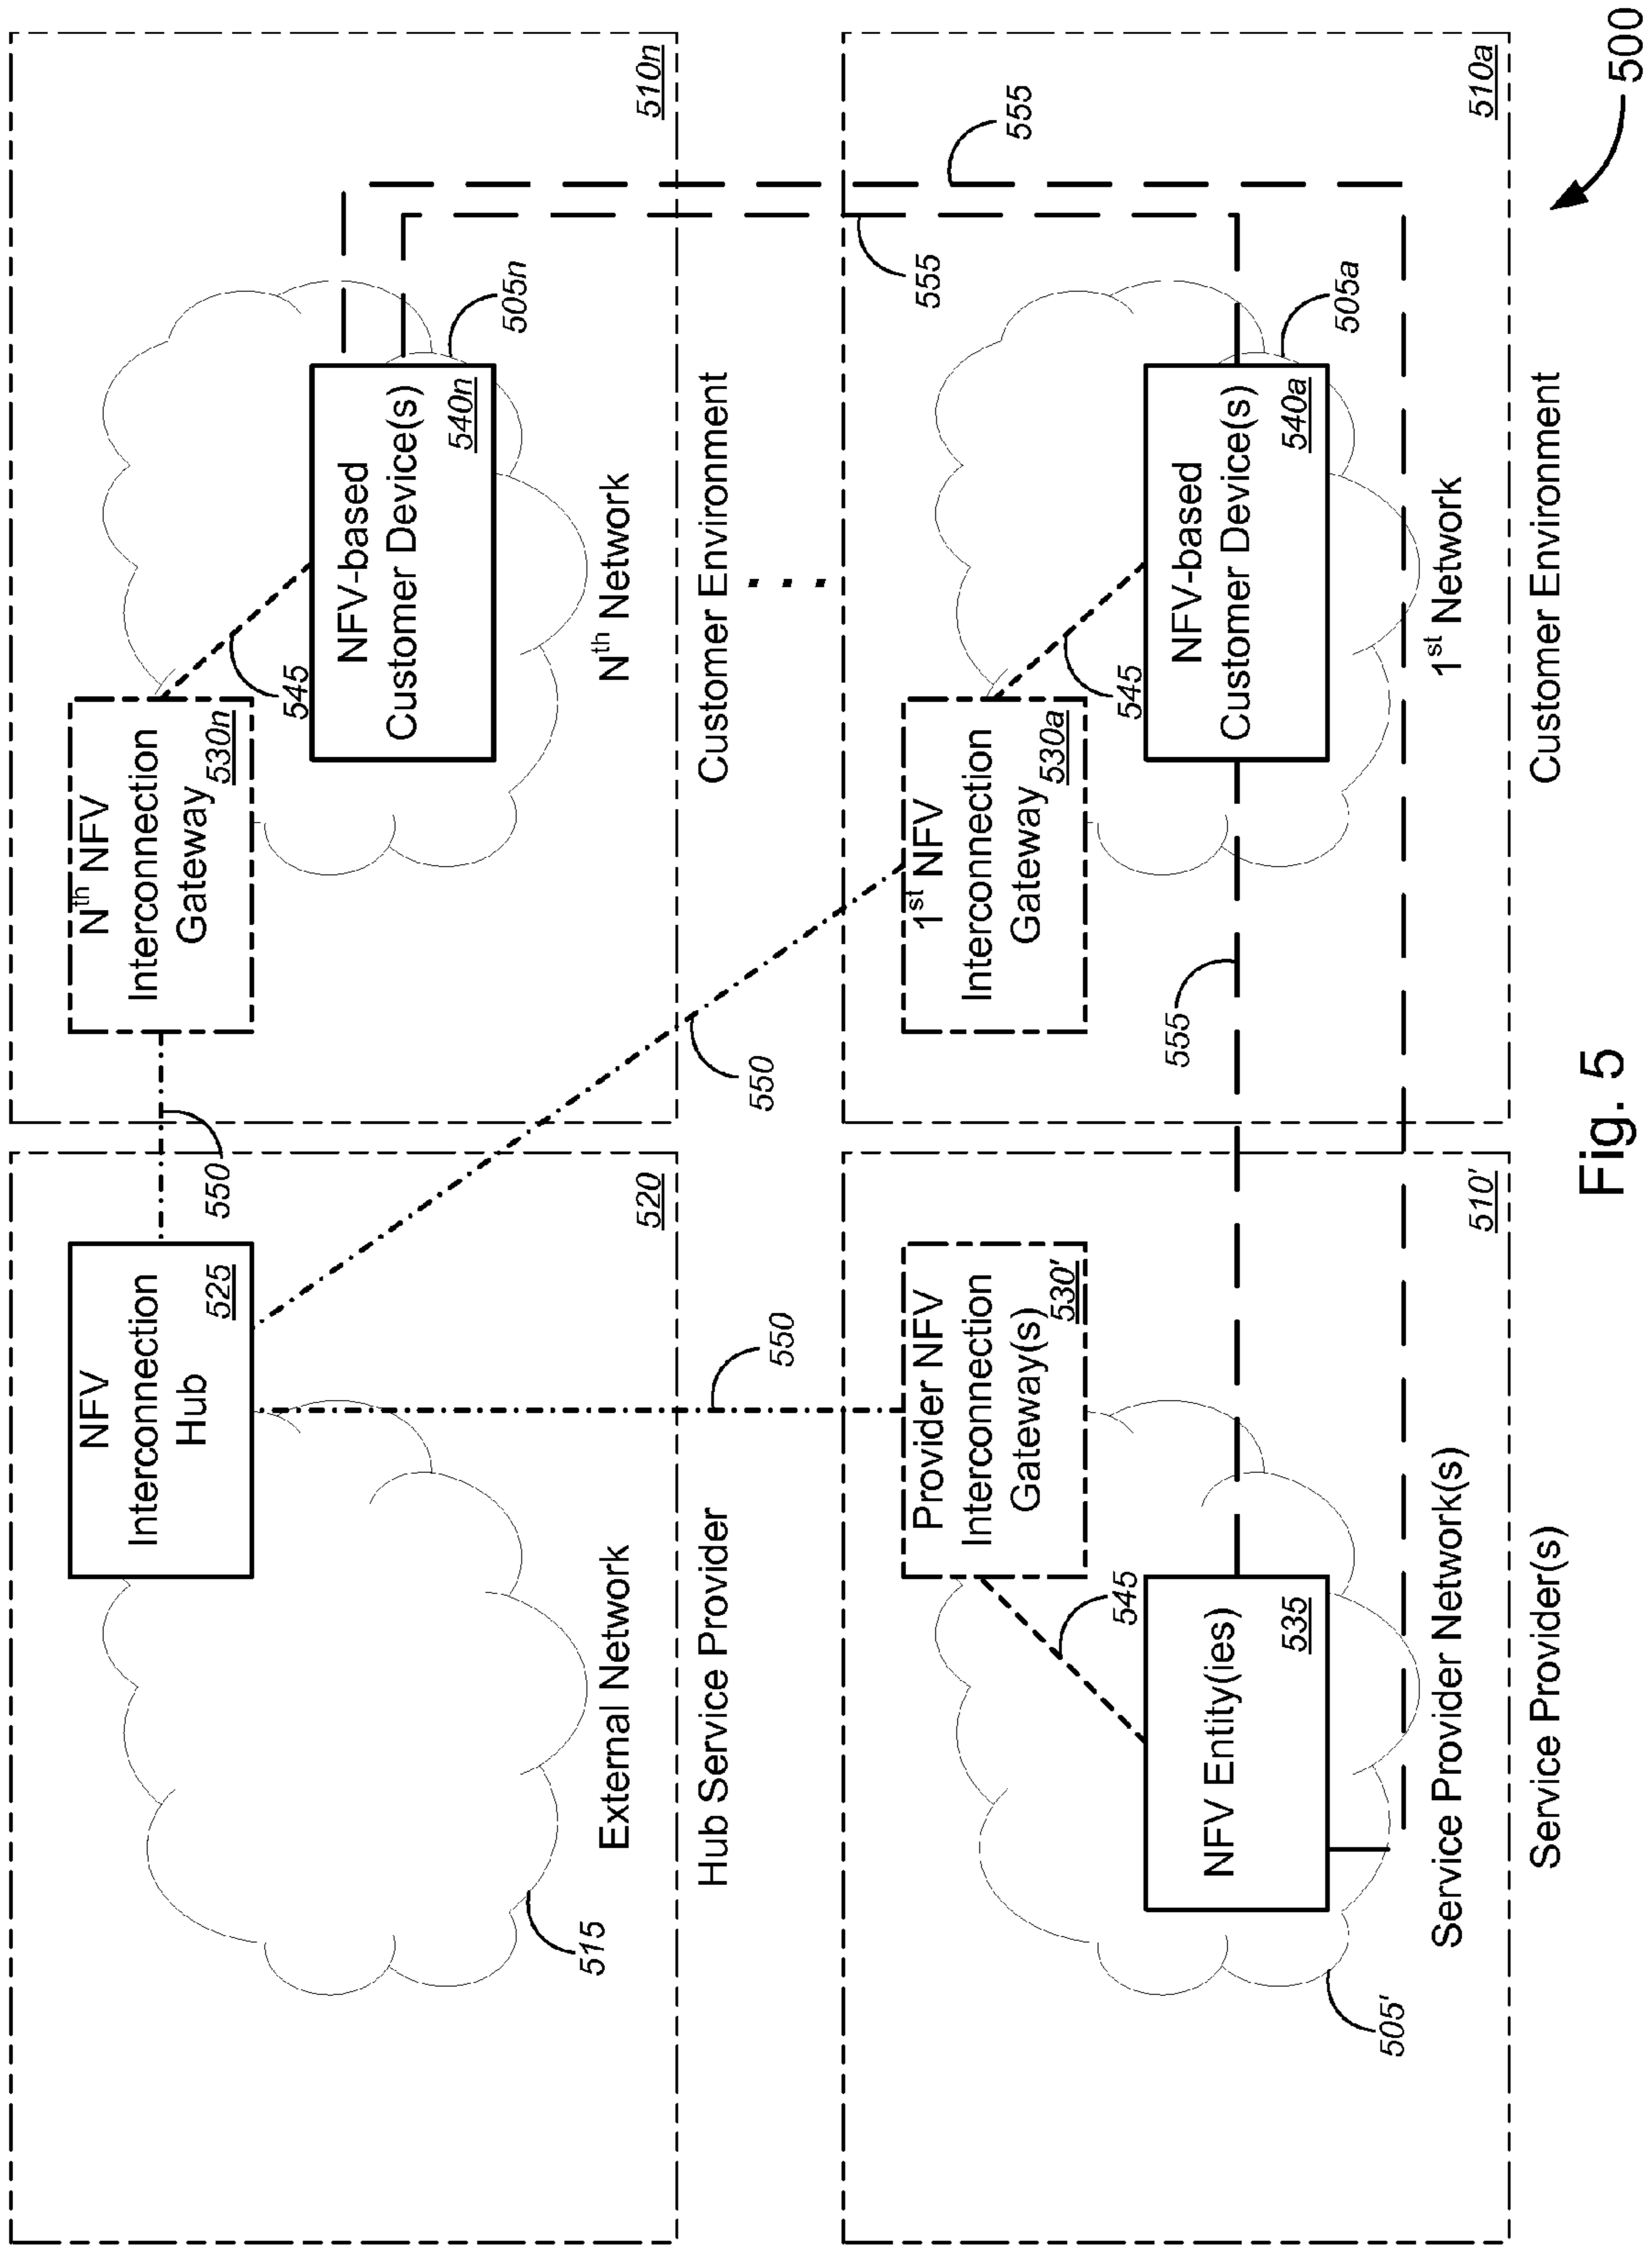 NFV
Interconnection
Hub
525
550
External Network
515
520
Hub Service Provider
550
550
Nth NFV
Interconnection
Gateway
530n
545
NFV-based
Customer Device(s)
540n
505n
Nth Network
510n
Customer Environment
. . .
Provider NFV
Interconnection
Gateway(s)
530'
545
NFV Entity(ies)
535
505'
Service Provider Network(s)
510'
Service Provider(s)
1st NFV
Interconnection
Gateway
530a
545
NFV-based
Customer Device(s)
540a
505a
555
555
555
1st Network
510a
Customer Environment
500
Fig. 5